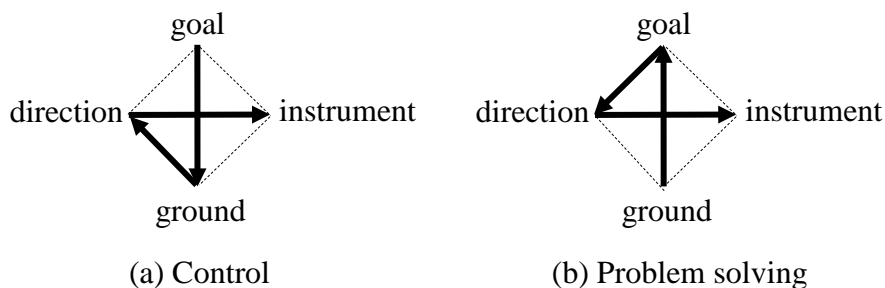 goal
direction
instrument
ground
(a) Control
goal
direction
instrument
ground
(b) Problem solving